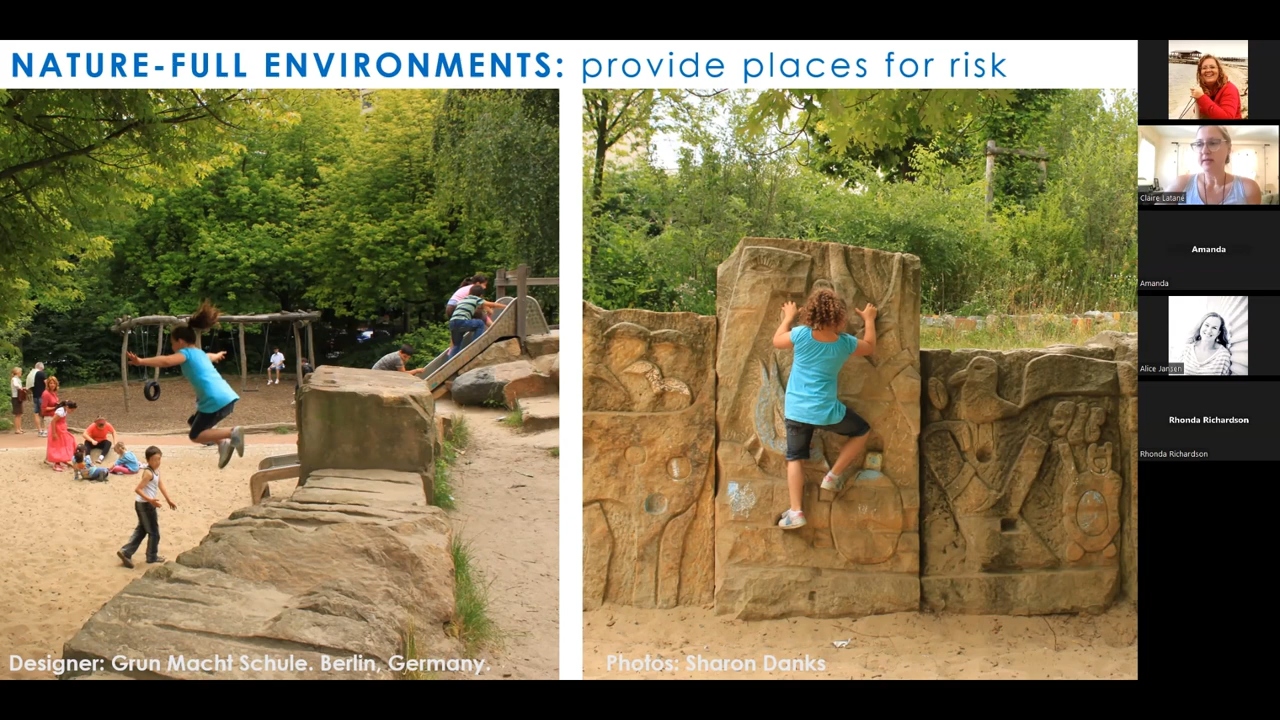 NATURE-FULL ENVIRONMENTS: provide places for risk
Designer: Grun Macht Schule. Berlin, Germany.
Photos: Sharon Danks
Claire Latane
Amanda
Amanda
Alice Jansen
Rhonda Richardson
Rhonda Richardson